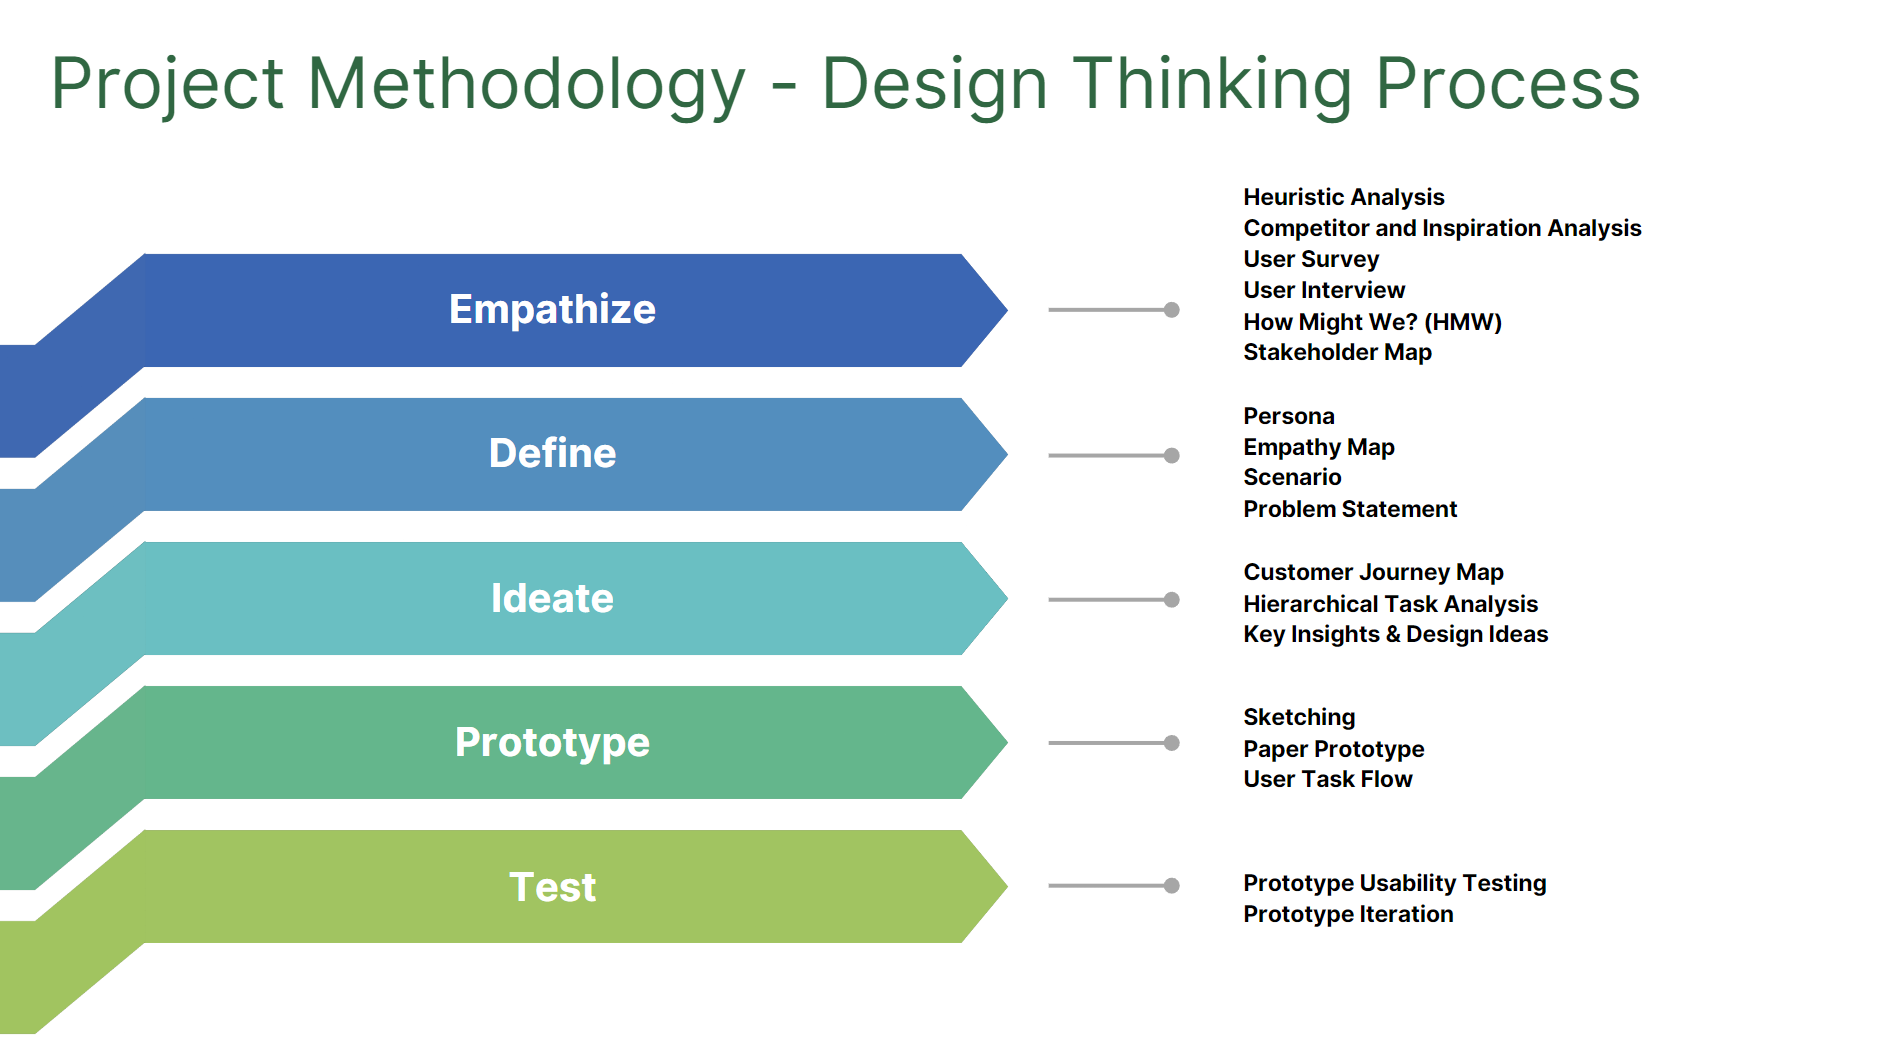 Project Methodology - Design Thinking Process
Empathize
Heuristic Analysis
Competitor and Inspiration Analysis
User Survey
User Interview
How Might We? (HMW)
Stakeholder Map
Define
Persona
Empathy Map
Scenario
Problem Statement
Ideate
Customer Journey Map
Hierarchical Task Analysis
Key Insights & Design Ideas
Prototype
Sketching
Paper Prototype
User Task Flow
Test
Prototype Usability Testing
Prototype Iteration